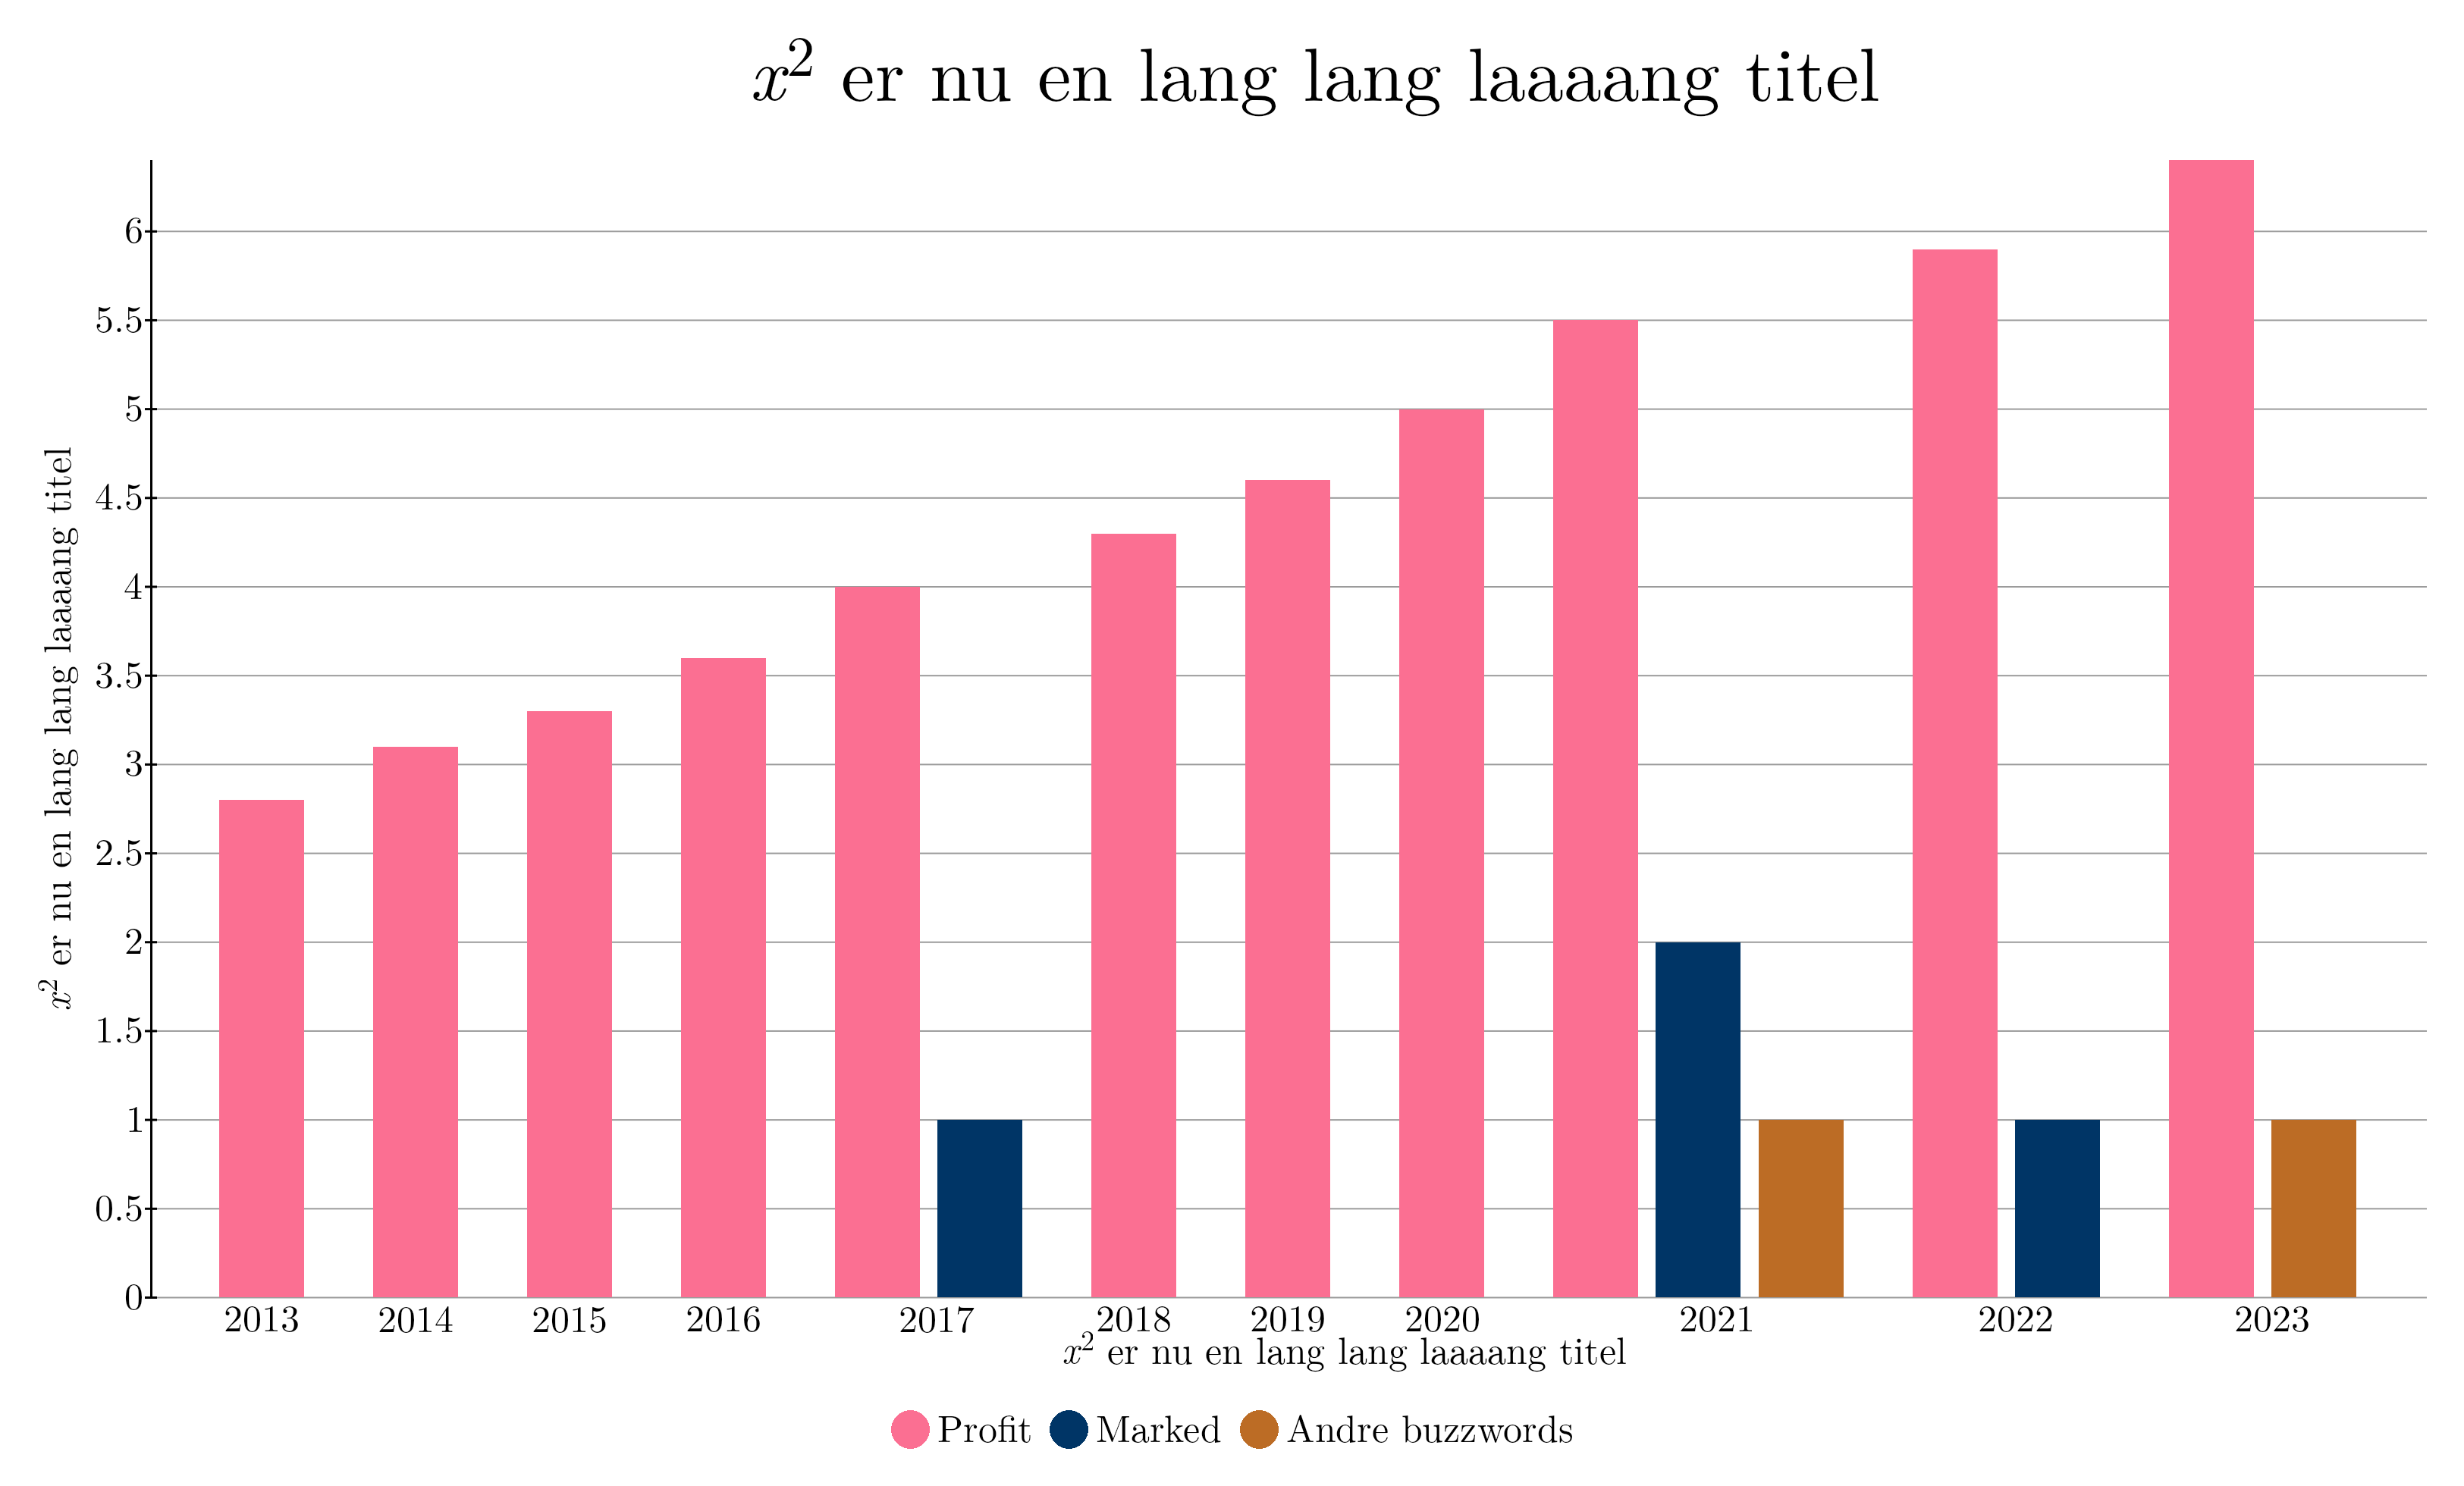 x² er nu en lang lang laaaang titel
x² er nu en lang lang laaaang titel
6
5.5
5
4.5
4
3.5
3
2.5
2
1.5
1
0.5
0
2013 2014 2015 2016 2017 2018 2019 2020 2021 2022 2023
x² er nu en lang lang laaaang titel
Profit Marked Andre buzzwords